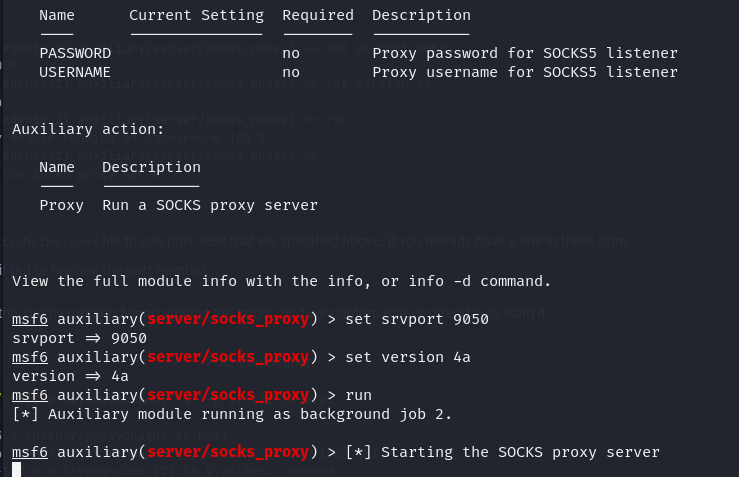 Name Current Setting Required Description
PASSWORD no Proxy password for SOCKS5 listener
USERNAME no Proxy username for SOCKS5 listener
Auxiliary action:
Name Description
Proxy Run a SOCKS proxy server
View the full module info with the info, or info -d command.
msf6 auxiliary(server/socks_proxy) > set srvport 9050
srvport ⇒ 9050
msf6 auxiliary(server/socks_proxy) > set version 4a
version ⇒ 4a
msf6 auxiliary(server/socks_proxy) > run
[*] Auxiliary module running as background job 2.
msf6 auxiliary(server/socks_proxy) > [*] Starting the SOCKS proxy server